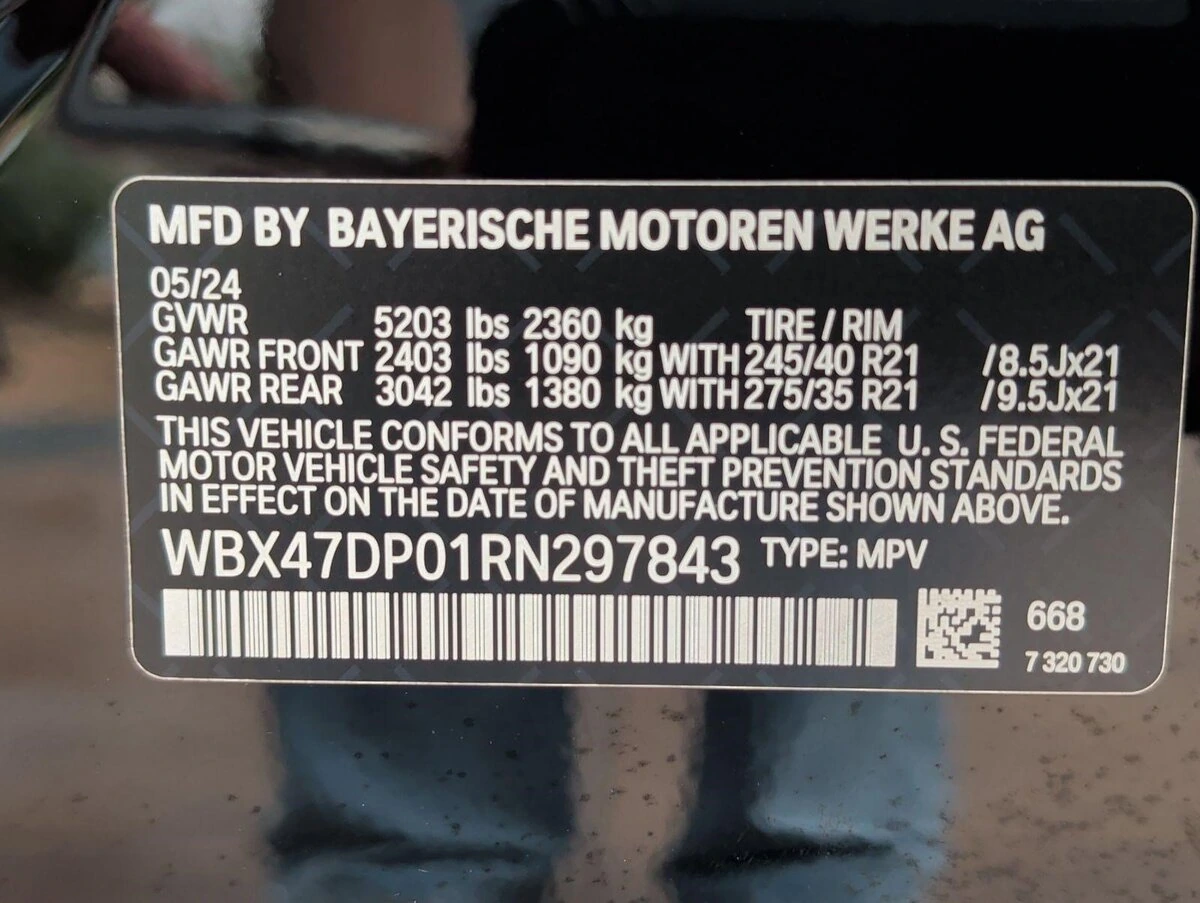 MFD BY BAYERISCHE MOTOREN WERKE AG
05/24
GVWR 5203 lbs 2360 kg TIRE / RIM
GAWR FRONT 2403 lbs 1090 kg WITH 245/40 R21 /8.5Jx21
GAWR REAR 3042 lbs 1380 kg WITH 275/35 R21 /9.5Jx21
THIS VEHICLE CONFORMS TO ALL APPLICABLE U. S. FEDERAL
MOTOR VEHICLE SAFETY AND THEFT PREVENTION STANDARDS
IN EFFECT ON THE DATE OF MANUFACTURE SHOWN ABOVE.
WBX47DP01RN297843 TYPE: MPV
668
7 320 730